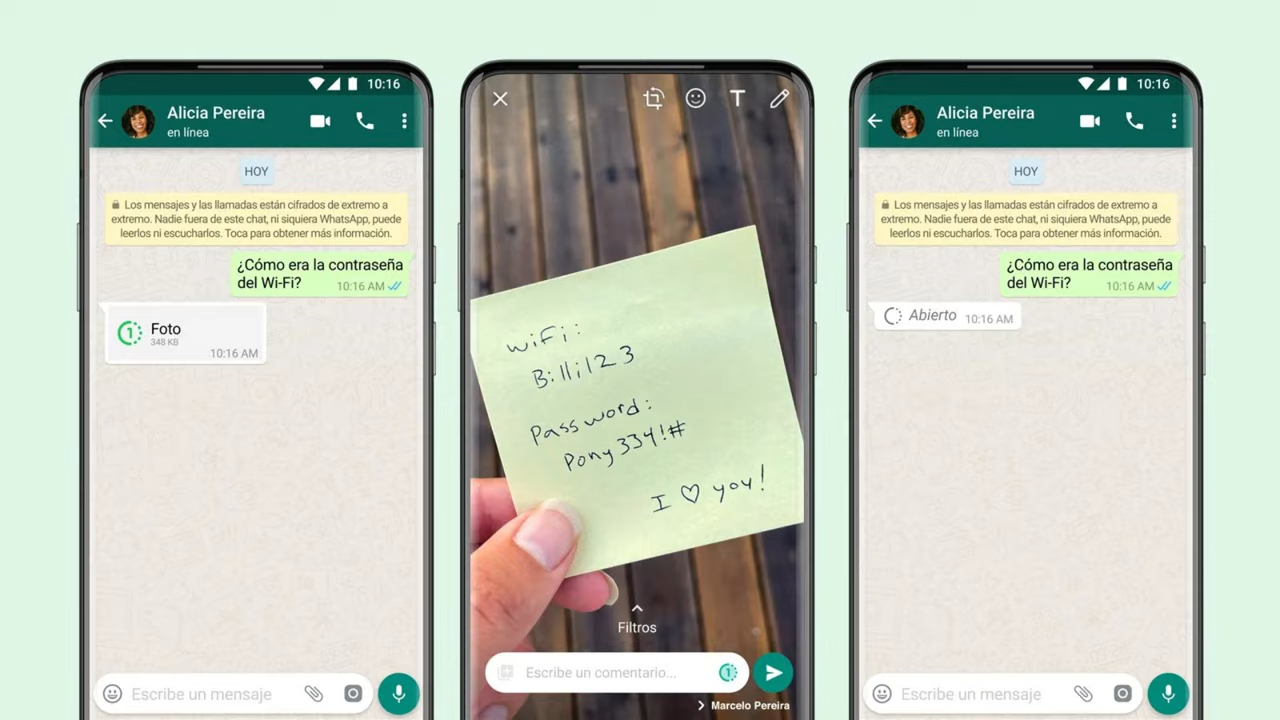 10:16
Alicia Pereira
en línea
HOY
Los mensajes y las llamadas están cifrados de extremo a
extremo. Nadie fuera de este chat, ni siquiera WhatsApp, puede
leerlos ni escucharlos. Toca para obtener más información.
¿Cómo era la contraseña
del Wi-Fi?
10:16 AM
1
Foto
348 KB
10:16 AM
Escribe un mensaje
T
wiFi:
Billi123
Password:
Pony334!#
I ♡ you!
Filtros
Escribe un comentario...
1
Marcelo Pereira
10:16
Alicia Pereira
en línea
HOY
Los mensajes y las llamadas están cifrados de extremo a
extremo. Nadie fuera de este chat, ni siquiera WhatsApp, puede
leerlos ni escucharlos. Toca para obtener más información.
¿Cómo era la contraseña
del Wi-Fi?
10:16 AM
Abierto
10:16 AM
Escribe un mensaje